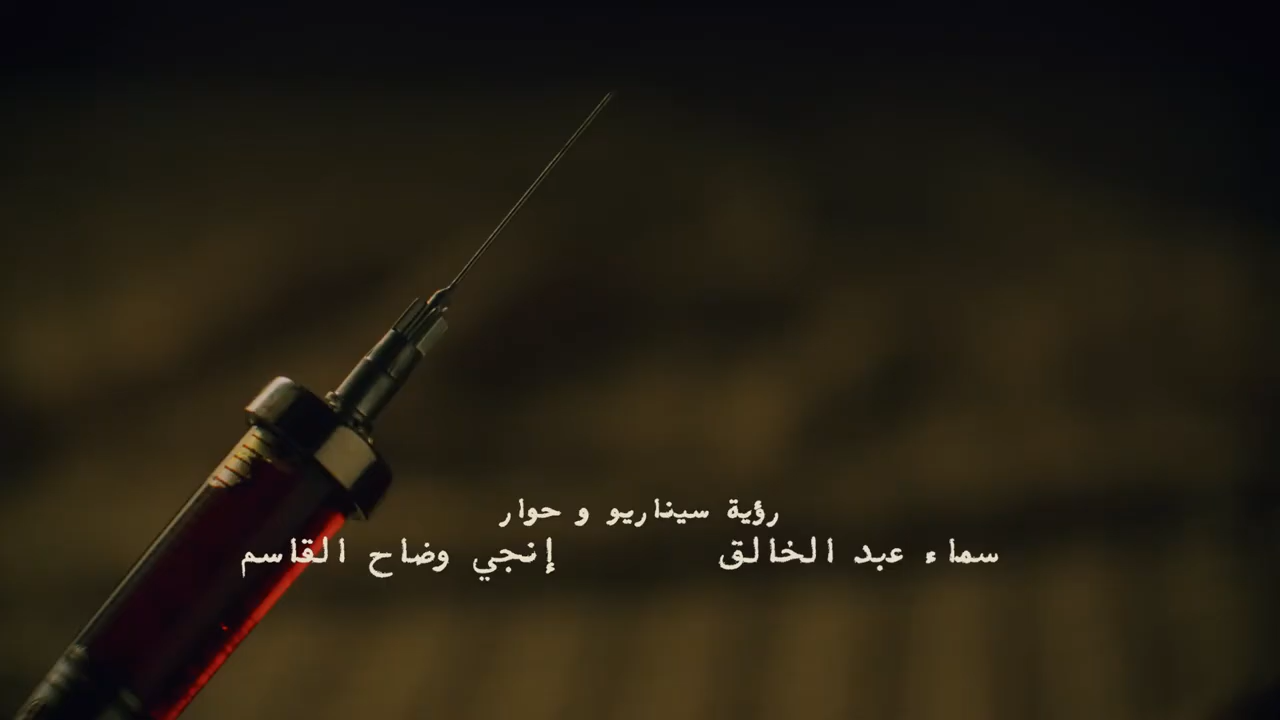 رؤية سيناريو و حوار
سماء عبد الخالق إنجي وضاح القاسم